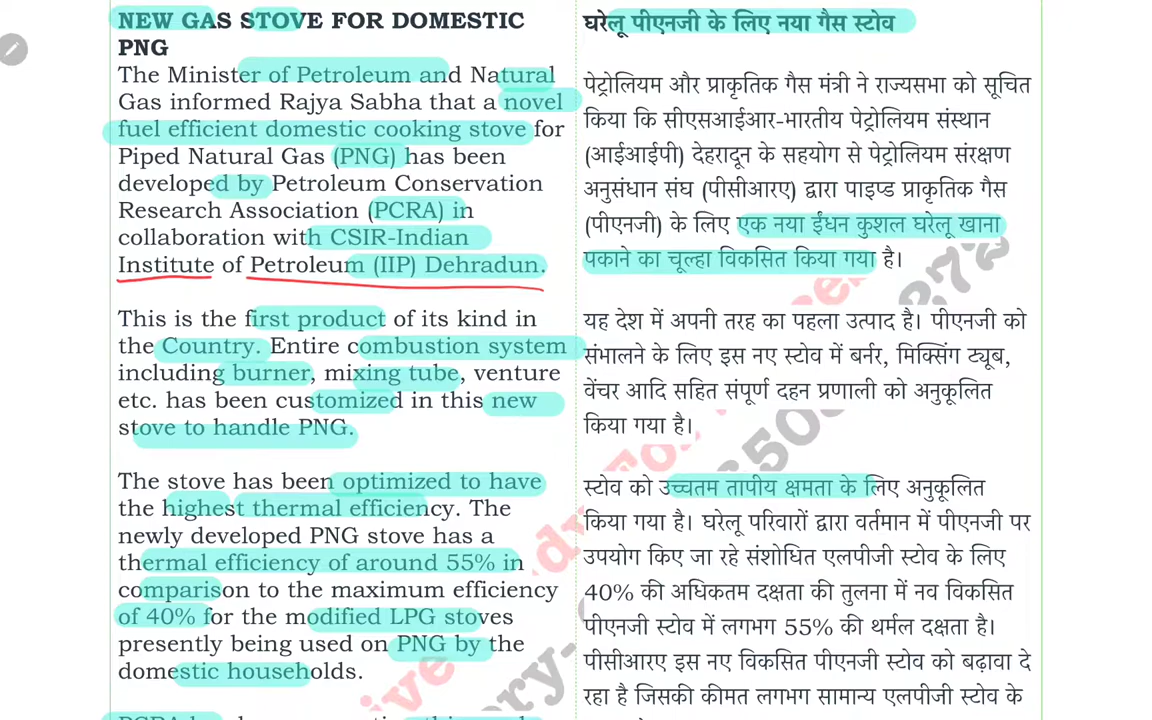 NEW GAS STOVE FOR DOMESTIC
PNG
The Minister of Petroleum and Natural
Gas informed Rajya Sabha that a novel
fuel efficient domestic cooking stove for
Piped Natural Gas (PNG) has been
developed by Petroleum Conservation
Research Association (PCRA) in
collaboration with CSIR-Indian
Institute of Petroleum (IIP) Dehradun.
This is the first product of its kind in
the Country. Entire combustion system
including burner, mixing tube, venture
etc. has been customized in this new
stove to handle PNG.
The stove has been optimized to have
the highest thermal efficiency. The
newly developed PNG stove has a
thermal efficiency of around 55% in
comparison to the maximum efficiency
of 40% for the modified LPG stoves
presently being used on PNG by the
domestic households.
घरेलू पीएनजी के लिए नया गैस स्टोव
पेट्रोलियम और प्राकृतिक गैस मंत्री ने राज्यसभा को सूचित
किया कि सीएसआईआर-भारतीय पेट्रोलियम संस्थान
(आईआईपी) देहरादून के सहयोग से पेट्रोलियम संरक्षण
अनुसंधान संघ (पीसीआरए) द्वारा पाइप्ड प्राकृतिक गैस
(पीएनजी) के लिए एक नया ईंधन कुशल घरेलू खाना
पकाने का चूल्हा विकसित किया गया है।
यह देश में अपनी तरह का पहला उत्पाद है। पीएनजी को
संभालने के लिए इस नए स्टोव में बर्नर, मिक्सिंग ट्यूब,
वेंचर आदि सहित संपूर्ण दहन प्रणाली को अनुकूलित
किया गया है।
स्टोव को उच्चतम तापीय क्षमता के लिए अनुकूलित
किया गया है। घरेलू परिवारों द्वारा वर्तमान में पीएनजी पर
उपयोग किए जा रहे संशोधित एलपीजी स्टोव के लिए
40% की अधिकतम दक्षता की तुलना में नव विकसित
पीएनजी स्टोव में लगभग 55% की थर्मल दक्षता है।
पीसीआरए इस नए विकसित पीएनजी स्टोव को बढ़ावा दे
रहा है जिसकी कीमत लगभग सामान्य एलपीजी स्टोव के